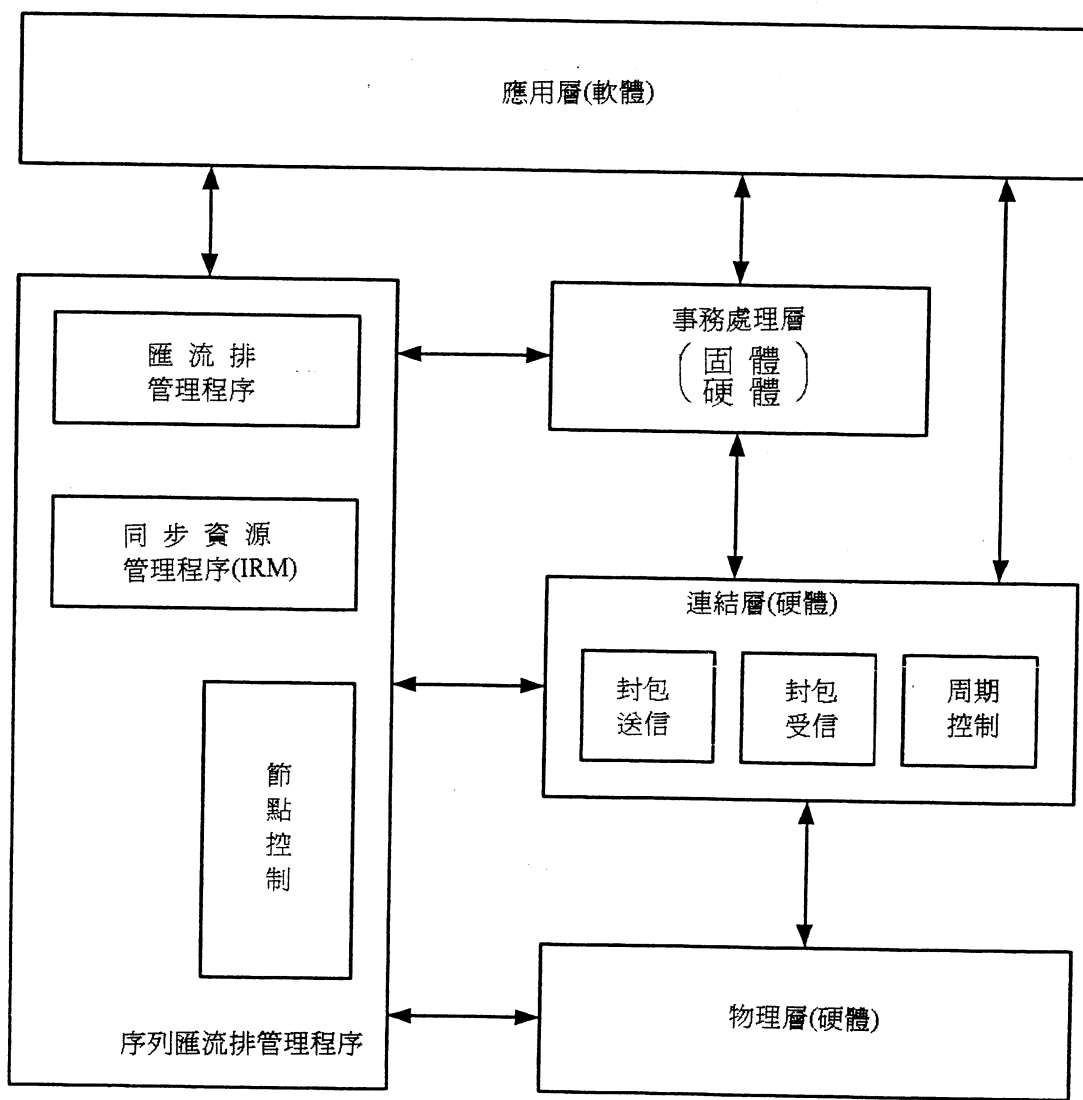 應用層(軟體)
匯 流 排
管理程序
同 步 資 源
管理程序(IRM)
節
點
控
制
序列匯流排管理程序
事務處理層
(固 體
硬 體)
連結層(硬體)
封包
送信
封包
受信
周期
控制
物理層(硬體)